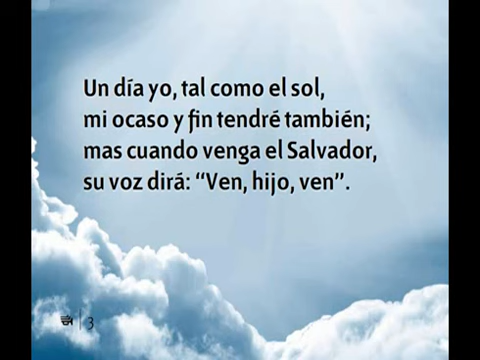 Un día yo, tal como el sol,
mi ocaso y fin tendré también;
mas cuando venga el Salvador,
su voz dirá: “Ven, hijo, ven”.
3